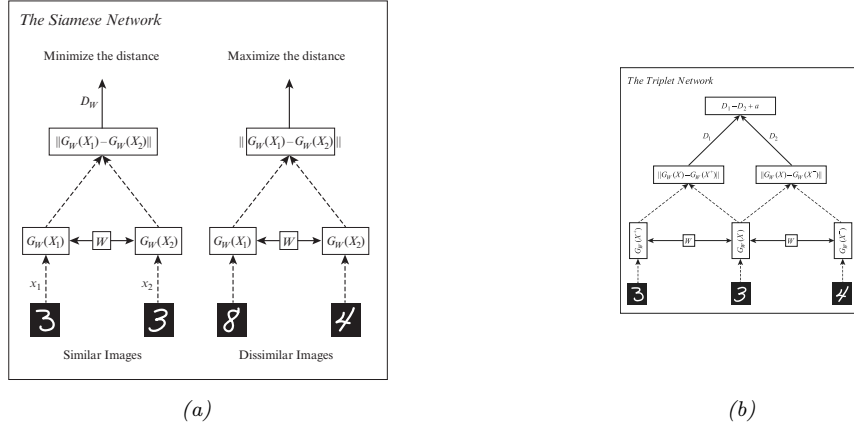 The Siamese Network
Minimize the distance
Maximize the distance
D_W
||G_W(X_1)−G_W(X_2)||
||G_W(X_1)−G_W(X_2)||
G_W(X_1)
W
G_W(X_2)
G_W(X_1)
W
G_W(X_2)
x_1
x_2
3
3
8
4
Similar Images
Dissimilar Images
(a)
The Triplet Network
D_1−D_2+a
D_1
D_2
||G_W(X)−G_W(X^+)||
||G_W(X)−G_W(X^−)||
G_W(X^+)
W
G_W(X)
W
G_W(X^−)
3
3
4
(b)